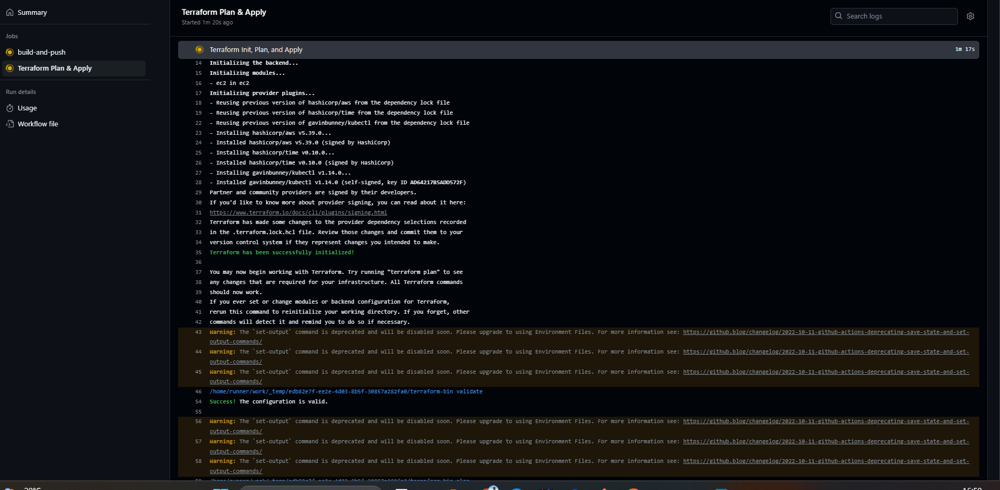 Summary
Jobs
build-and-push
Terraform Plan & Apply
Run details
Usage
Workflow file
Terraform Plan & Apply
Started 1m 20s ago
Search logs
Terraform Init, Plan, and Apply
1m 17s
14 Initializing the backend...
15 Initializing modules...
16 - ec2 in ec2
17 Initializing provider plugins...
18 - Reusing previous version of hashicorp/aws from the dependency lock file
19 - Reusing previous version of hashicorp/time from the dependency lock file
22 - Reusing previous version of gavinbunney/kubectl from the dependency lock file
23 - Installing hashicorp/aws v5.39.0...
24 - Installed hashicorp/aws v5.39.0 (signed by HashiCorp)
25 - Installing hashicorp/time v0.10.0...
26 - Installed hashicorp/time v0.10.0 (signed by HashiCorp)
27 - Installing gavinbunney/kubectl v1.14.0...
28 - Installed gavinbunney/kubectl v1.14.0 (self-signed, key ID AD64217B5ADD572F)
29 Partner and community providers are signed by their developers.
30 If you'd like to know more about provider signing, you can read about it here:
31 https://www.terraform.io/docs/cli/plugins/signing.html
32 Terraform has made some changes to the provider dependency selections recorded
33 in the .terraform.lock.hcl file. Review those changes and commit them to your
34 version control system if they represent changes you intended to make.
35 Terraform has been successfully initialized!
36
37 You may now begin working with Terraform. Try running "terraform plan" to see
38 any changes that are required for your infrastructure. All Terraform commands
39 should now work.
40 If you ever set or change modules or backend configuration for Terraform,
41 rerun this command to reinitialize your working directory. If you forget, other
42 commands will detect it and remind you to do so if necessary.
43 Warning: The `set-output` command is deprecated and will be disabled soon. Please upgrade to using Environment Files. For more information see: https://github.blog/changelog/2022-10-11-github-actions-deprecating-save-state-and-set-
output-commands/
44 Warning: The `set-output` command is deprecated and will be disabled soon. Please upgrade to using Environment Files. For more information see: https://github.blog/changelog/2022-10-11-github-actions-deprecating-save-state-and-set-
output-commands/
45 Warning: The `set-output` command is deprecated and will be disabled soon. Please upgrade to using Environment Files. For more information see: https://github.blog/changelog/2022-10-11-github-actions-deprecating-save-state-and-set-
output-commands/
46 /home/runner/work/_temp/edb82e7f-ee2e-4d03-8b5f-30857a282fa0/terraform-bin validate
54 Success! The configuration is valid.
55
56 Warning: The `set-output` command is deprecated and will be disabled soon. Please upgrade to using Environment Files. For more information see: https://github.blog/changelog/2022-10-11-github-actions-deprecating-save-state-and-set-
output-commands/
57 Warning: The `set-output` command is deprecated and will be disabled soon. Please upgrade to using Environment Files. For more information see: https://github.blog/changelog/2022-10-11-github-actions-deprecating-save-state-and-set-
output-commands/
58 Warning: The `set-output` command is deprecated and will be disabled soon. Please upgrade to using Environment Files. For more information see: https://github.blog/changelog/2022-10-11-github-actions-deprecating-save-state-and-set-
output-commands/